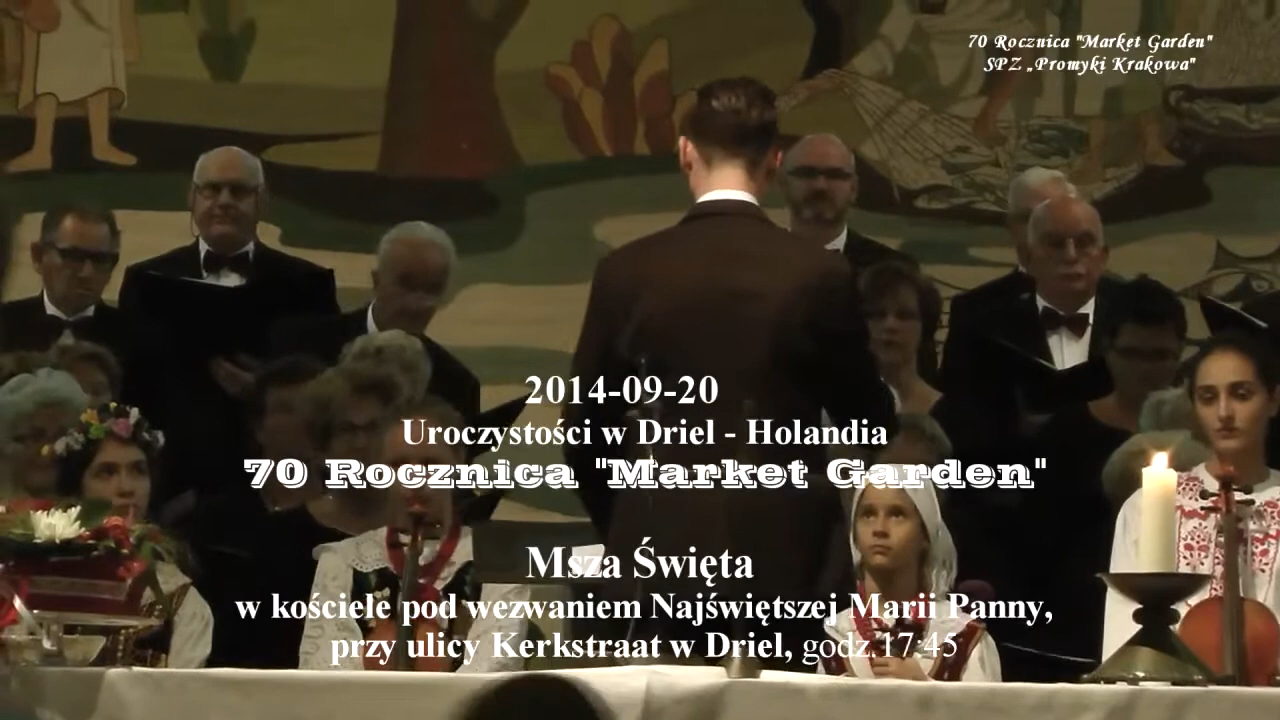 70 Rocznica "Market Garden"
SPZ „Promyki Krakowa"
2014-09-20
Uroczystości w Driel - Holandia
70 Rocznica "Market Garden"
Msza Święta
w kościele pod wezwaniem Najświętszej Marii Panny,
przy ulicy Kerkstraat w Driel, godz.17:45